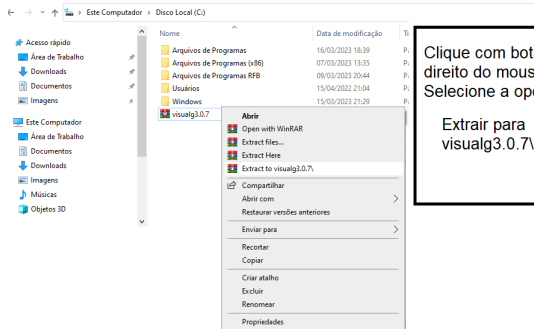 Este Computador > Disco Local (C:)
Nome
Data de modificação
Acesso rápido
Área de Trabalho
Downloads
Documentos
Imagens
Este Computador
Área de Trabalho
Documentos
Downloads
Imagens
Músicas
Objetos 3D
Arquivos de Programas 16/03/2023 18:39
Arquivos de Programas (x86) 07/03/2023 13:35
Arquivos de Programas RFB 09/03/2023 20:44
Usuários 15/04/2022 21:04
Windows 15/03/2023 21:29
visualg3.0.7
Abrir
Open with WinRAR
Extract files...
Extract Here
Extract to visualg3.0.7\
Compartilhar
Abrir com
Restaurar versões anteriores
Enviar para
Recortar
Copiar
Criar atalho
Excluir
Renomear
Propriedades
Clique com
direito do
Selecione a
Extrair para
visualg3.0.7\